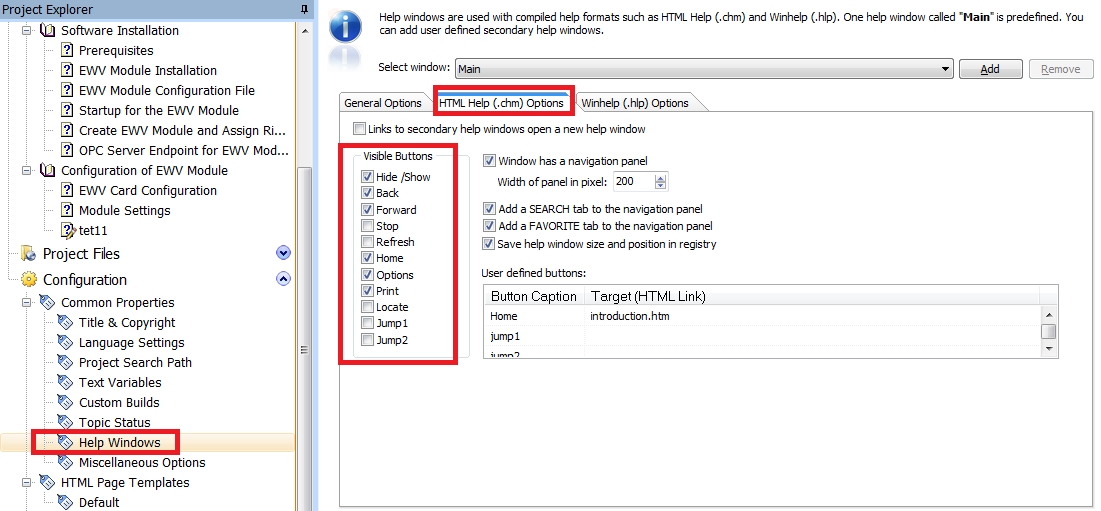 Project Explorer
Software Installation
Prerequisites
EWV Module Installation
EWV Module Configuration File
Startup for the EWV Module
Create EWV Module and Assign Ri...
OPC Server Endpoint for EWV Mod...
Configuration of EWV Module
EWV Card Configuration
Module Settings
tet11
Project Files
Configuration
Common Properties
Title & Copyright
Language Settings
Project Search Path
Text Variables
Custom Builds
Topic Status
Help Windows
Miscellaneous Options
HTML Page Templates
Default
Help windows are used with compiled help formats such as HTML Help (.chm) and Winhelp (.hlp). One help window called "Main" is predefined. You
can add user defined secondary help windows.
Select window: Main Add Remove
General Options HTML Help (.chm) Options Winhelp (.hlp) Options
Links to secondary help windows open a new help window
Visible Buttons
Hide /Show
Back
Forward
Stop
Refresh
Home
Options
Print
Locate
Jump1
Jump2
Window has a navigation panel
Width of panel in pixel: 200
Add a SEARCH tab to the navigation panel
Add a FAVORITE tab to the navigation panel
Save help window size and position in registry
User defined buttons:
Button Caption Target (HTML Link)
Home introduction.htm
jump1
jump2